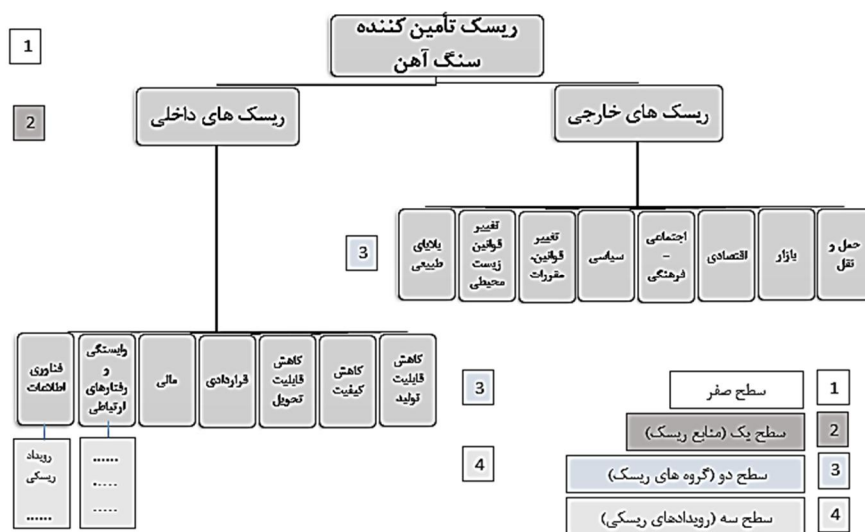 ریسک تأمین کننده
سنگ آهن
1
ریسک های خارجی
ریسک های داخلی
2
حمل و
نقل
بازار
اقتصادی
اجتماعی
–
فرهنگی
سیاسی
تغییر
قوانین،
مقررات
تغییر
قوانین
زیست
محیطی
بلایای
طبیعی
3
کاهش
قابلیت
تولید
کاهش
کیفیت
کاهش
قابلیت
تحویل
قراردادی
مالی
وابستگی
و
رفتارهای
ارتباطی
فناوری
اطلاعات
3
......
.....
.....
رویداد
ریسکی
......
4
1
سطح صفر
2
سطح یک (منابع ریسک)
3
سطح دو (گروه های ریسک)
4
سطح سه (رویدادهای ریسکی)